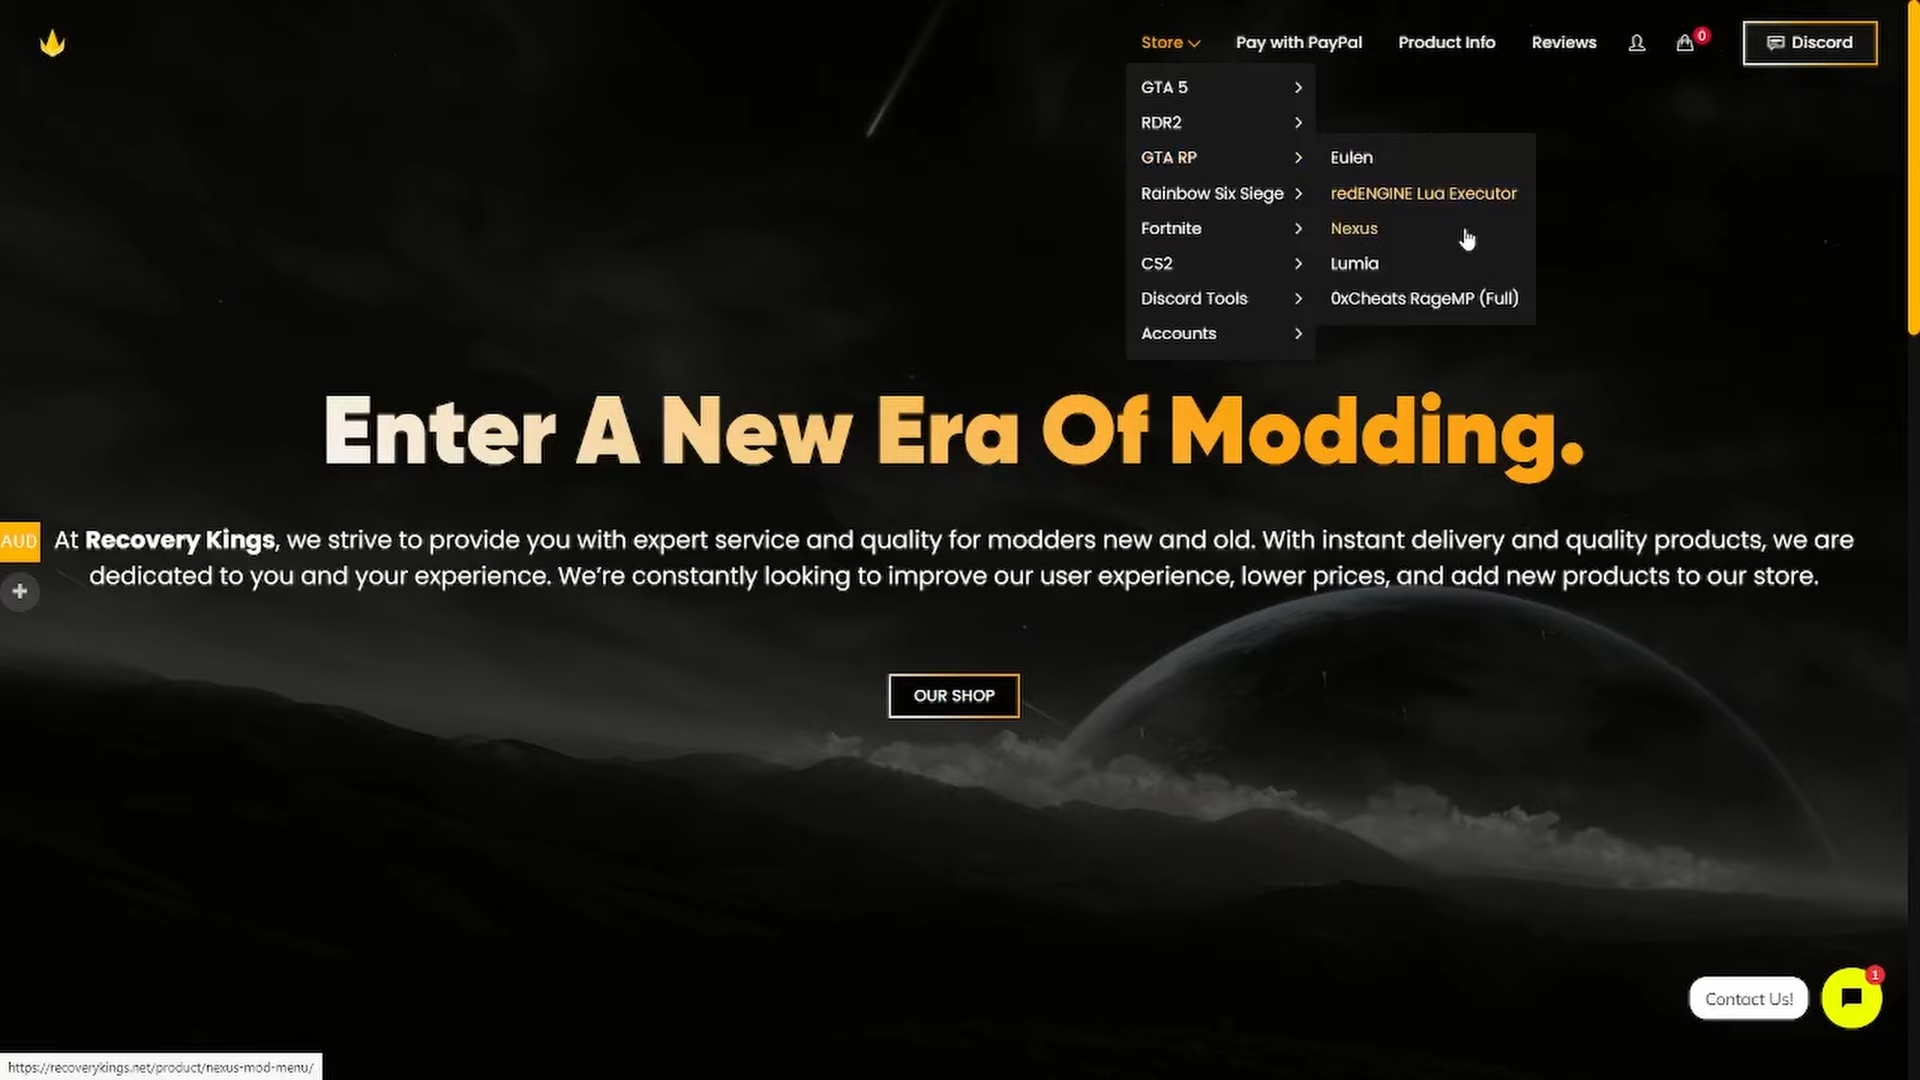 Store
Pay with PayPal
Product Info
Reviews
0
Discord
GTA 5
RDR2
GTA RP
Rainbow Six Siege
Fortnite
CS2
Discord Tools
Accounts
Eulen
redENGINE Lua Executor
Nexus
Lumia
0xCheats RageMP (Full)
Enter A New Era Of Modding.
AUD
At Recovery Kings, we strive to provide you with expert service and quality for modders new and old. With instant delivery and quality products, we are
dedicated to you and your experience. We're constantly looking to improve our user experience, lower prices, and add new products to our store.
OUR SHOP
Contact Us!
1
https://recoverykings.net/product/nexus-mod-menu/